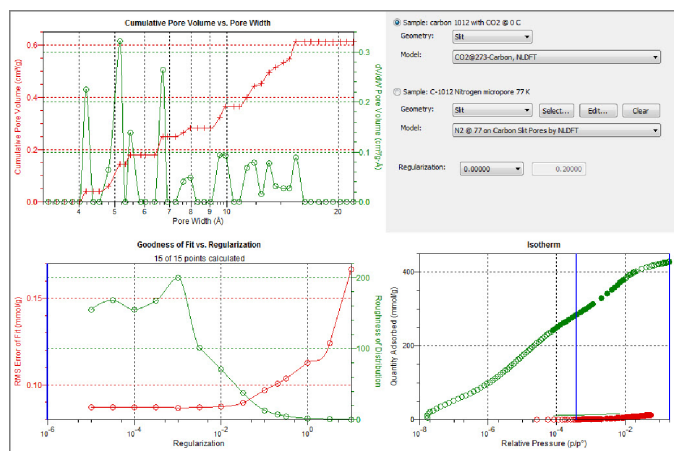 Cumulative Pore Volume vs. Pore Width
Cumulative Pore Volume (cm³/g)
0.6
0.4
0.2
0.0
0.3
0.2
0.1
0.0
4
5
6
7
8
9
10
20
Pore Width (Å)
Sample: carbon 1012 with CO2 @ 0 C
Geometry:
Slit
Model:
CO2@273-Carbon, NLDFT
Sample: C-1012 Nitrogen micropore 77 K
Geometry:
Slit
Select...
Edit...
Clear
Model:
N2 @ 77 on Carbon Slit Pores by NLDFT
Regularization:
0.00000
0.20000
Goodness of Fit vs. Regularization
15 of 15 points calculated
RMS Error of Fit (mmol/g)
0.15
0.10
200
100
0
Roughness of Distribution
10⁻⁶
10⁻⁴
10⁻²
10⁰
Regularization
Isotherm
Quantity Adsorbed (mmol/g)
400
200
0
10⁻⁸
10⁻⁶
10⁻⁴
10⁻²
Relative Pressure (p/p°)